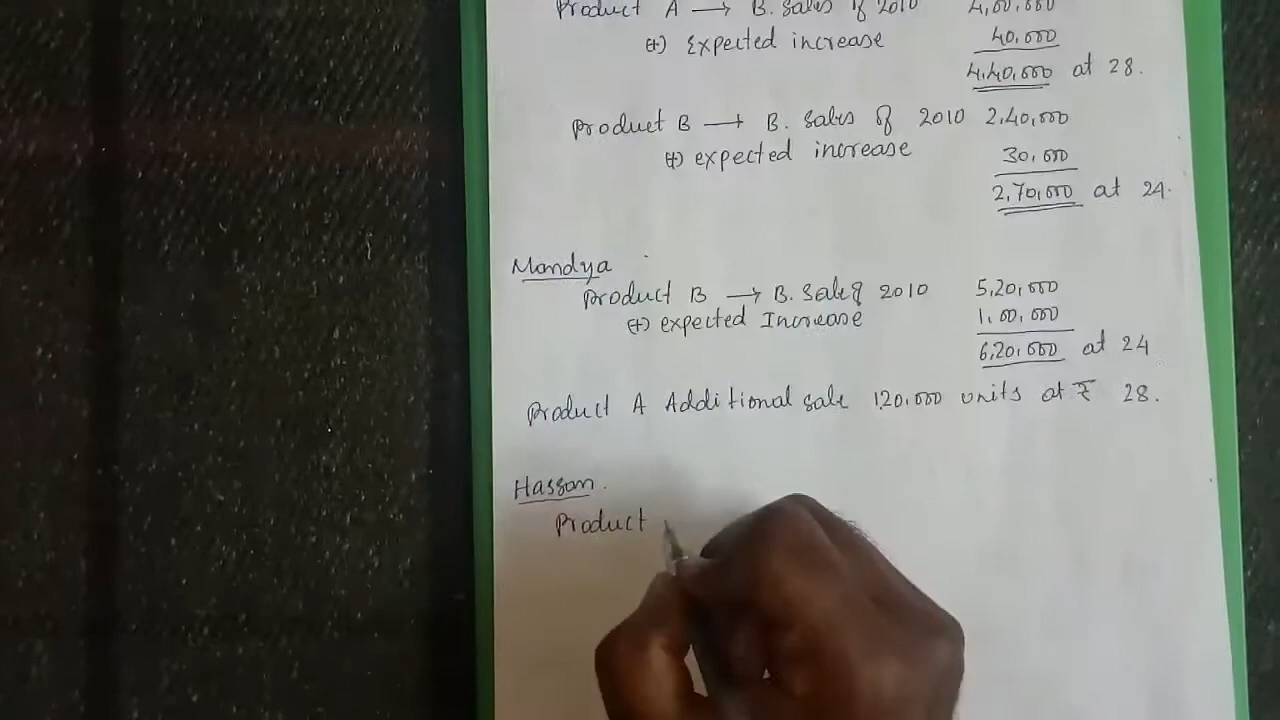 Product A → B. Sales of 2010 4,00,000
(+) Expected increase 40,000
4,40,000 at 28.
Product B → B. Sales of 2010 2,40,000
(+) expected increase 30,000
2,70,000 at 24.
Mandya
Product B → B. Sale of 2010 5,20,000
(+) expected Increase 1,00,000
6,20,000 at 24
Product A Additional sale 1,20,000 units at ₹ 28.
Hassan.
Product